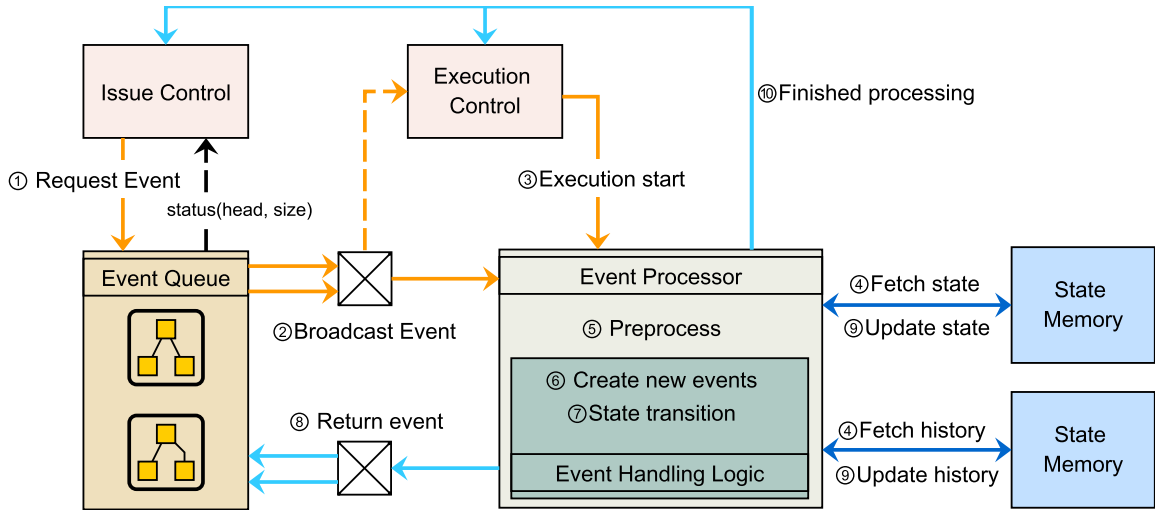 Issue Control
Execution
Control
⑩Finished processing
① Request Event
③Execution start
status(head, size)
Event Queue
Event Processor
④Fetch state
State
Memory
②Broadcast Event
⑤ Preprocess
⑨Update state
⑥ Create new events
⑦State transition
⑧ Return event
④Fetch history
State
Memory
Event Handling Logic
⑨Update history